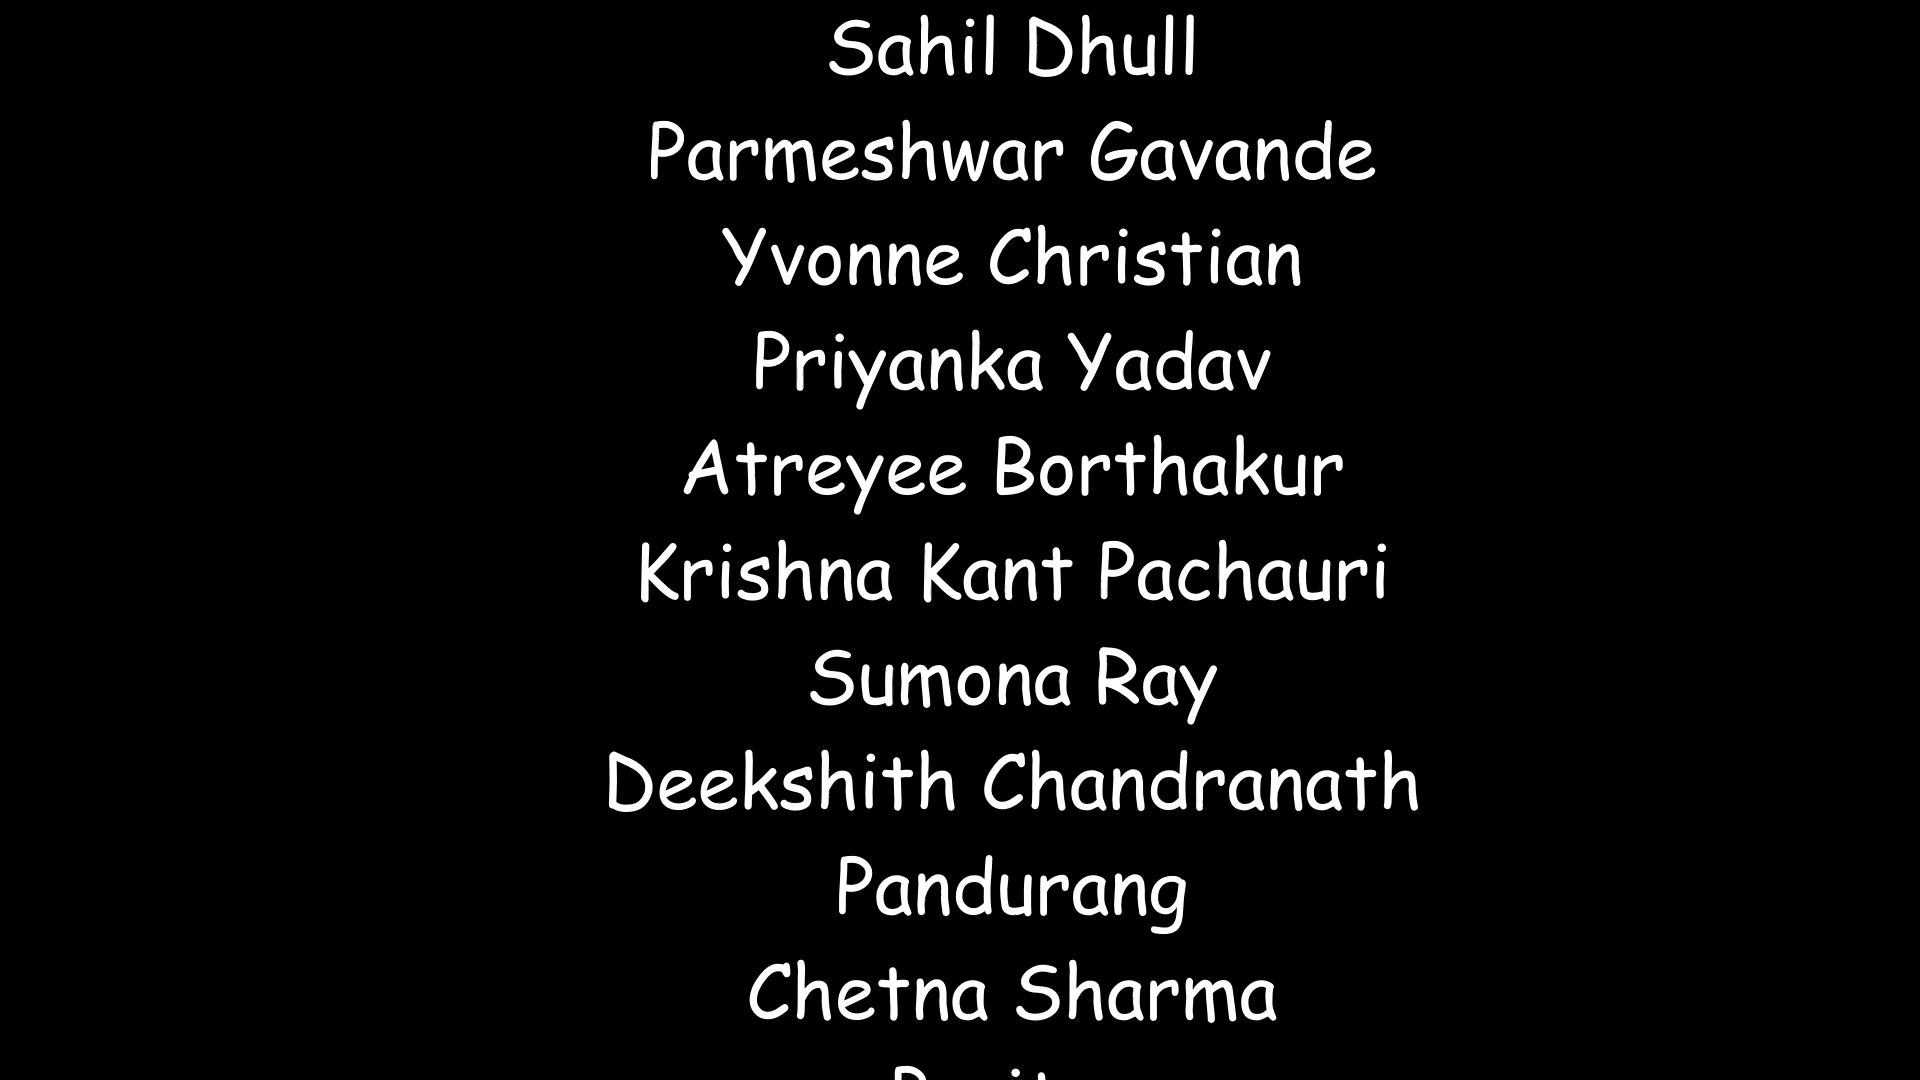 Sahil Dhull
Parmeshwar Gavande
Yvonne Christian
Priyanka Yadav
Atreyee Borthakur
Krishna Kant Pachauri
Sumona Ray
Deekshith Chandranath
Pandurang
Chetna Sharma